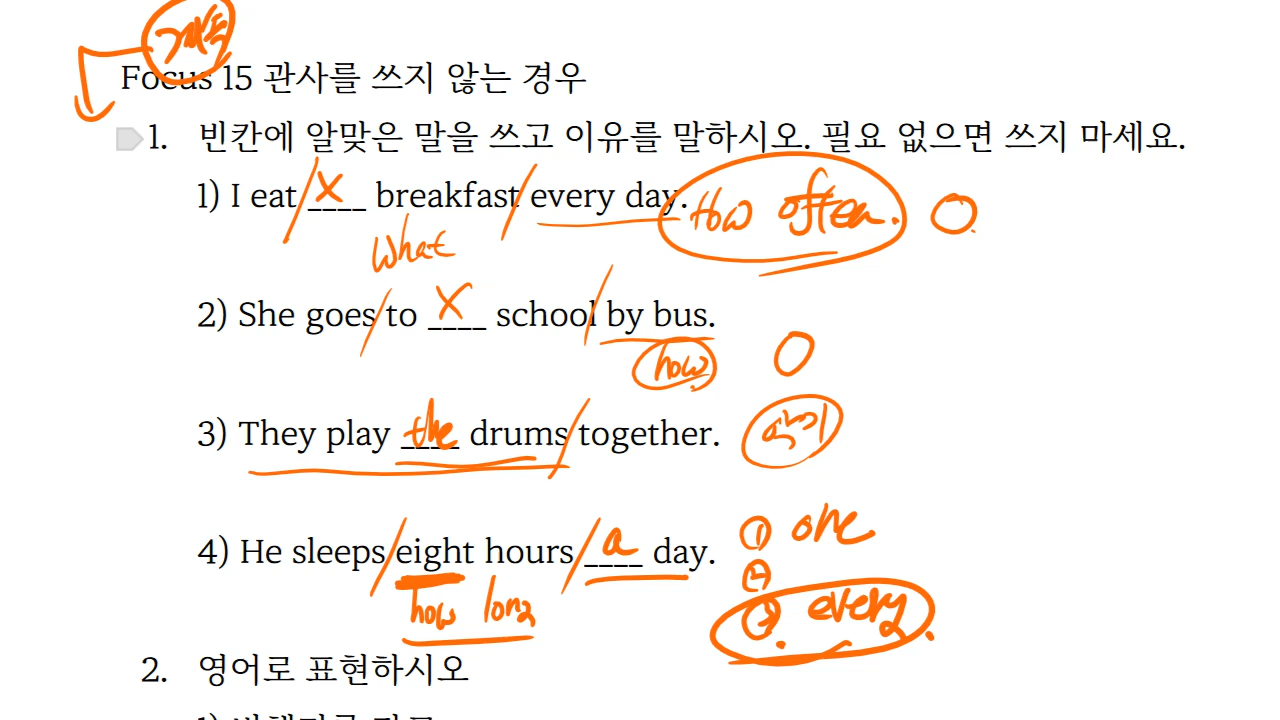 계속
Focus 15 관사를 쓰지 않는 경우
1. 빈칸에 알맞은 말을 쓰고 이유를 말하시오. 필요 없으면 쓰지 마세요.
1) I eat / X ____ breakfast / every day. How often. O
what
2) She goes / to X ____ school / by bus.
how O
3) They play the ____ drums / together. 악기
4) He sleeps / eight hours / a ____ day. ① one
②
how long ③ every
2. 영어로 표현하시오